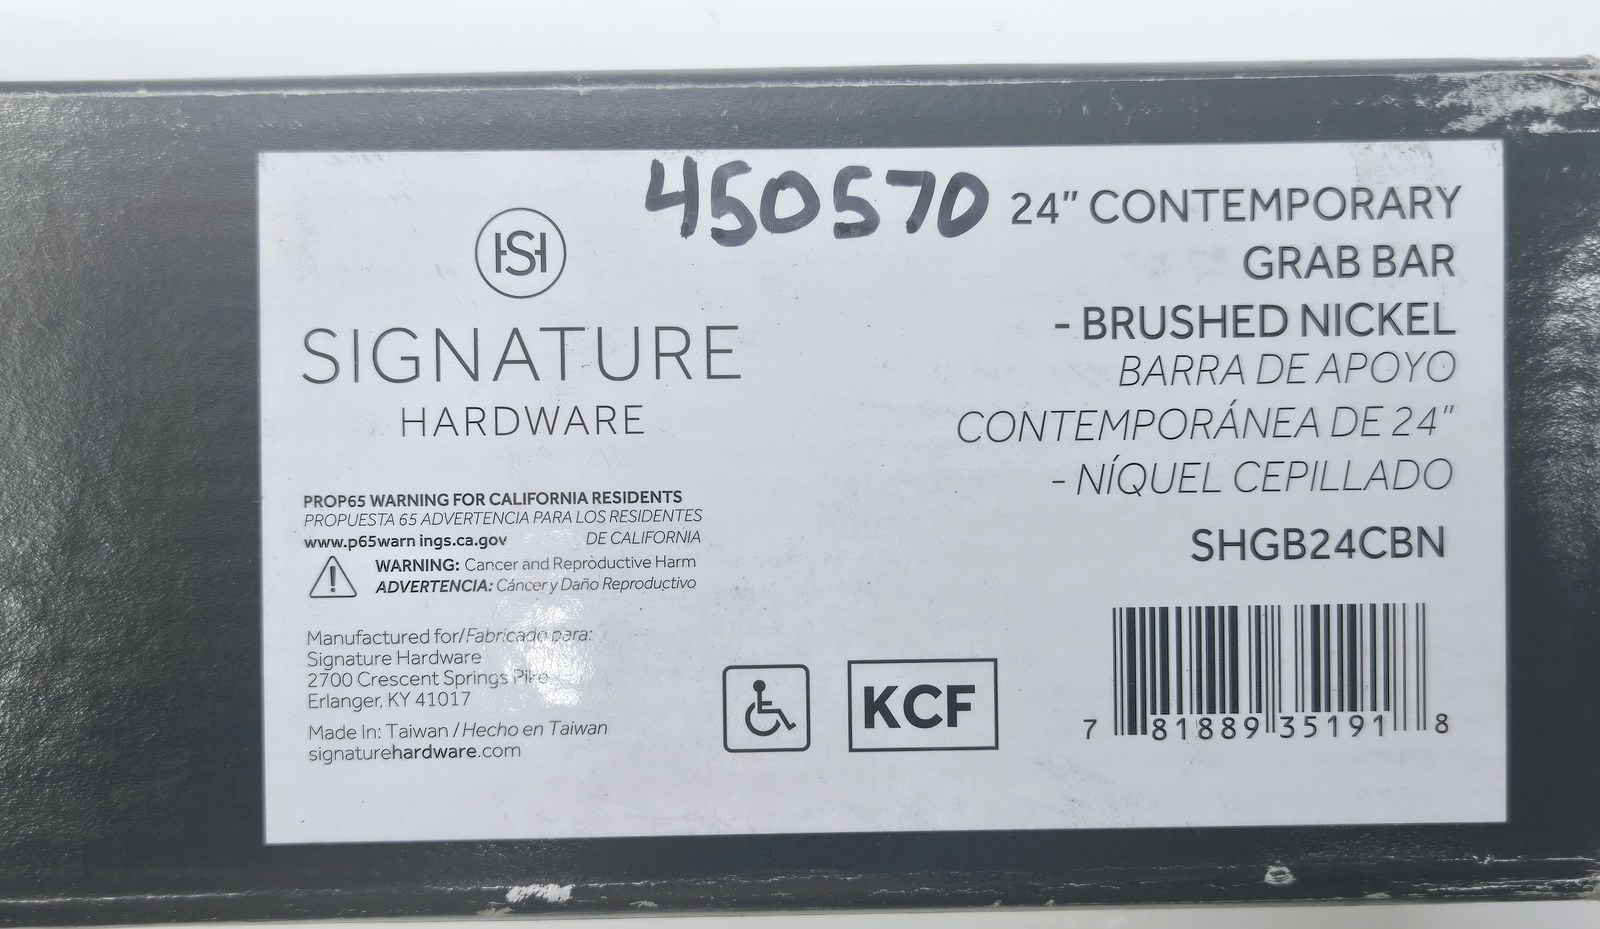 450570
HSH
SIGNATURE
HARDWARE
PROP65 WARNING FOR CALIFORNIA RESIDENTS
PROPUESTA 65 ADVERTENCIA PARA LOS RESIDENTES
www.p65warnings.ca.gov DE CALIFORNIA
WARNING: Cancer and Reproductive Harm
ADVERTENCIA: Cáncer y Daño Reproductivo
Manufactured for/Fabricado para:
Signature Hardware
2700 Crescent Springs Pike
Erlanger, KY 41017
Made In: Taiwan / Hecho en Taiwan
signaturehardware.com
KCF
24" CONTEMPORARY
GRAB BAR
- BRUSHED NICKEL
BARRA DE APOYO
CONTEMPORÁNEA DE 24"
- NÍQUEL CEPILLADO
SHGB24CBN
7 81889 35191 8